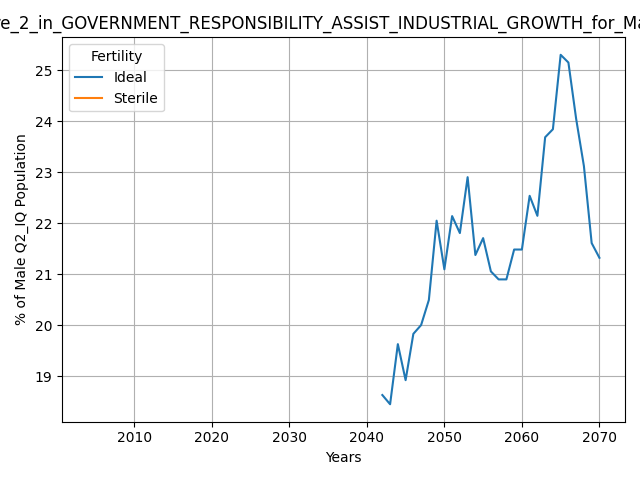 re_2_in_GOVERNMENT_RESPONSIBILITY_ASSIST_INDUSTRIAL_GROWTH_for_Ma
Fertility
Ideal
Sterile
25
24
23
22
21
20
19
% of Male Q2_IQ Population
2010 2020 2030 2040 2050 2060 2070
Years